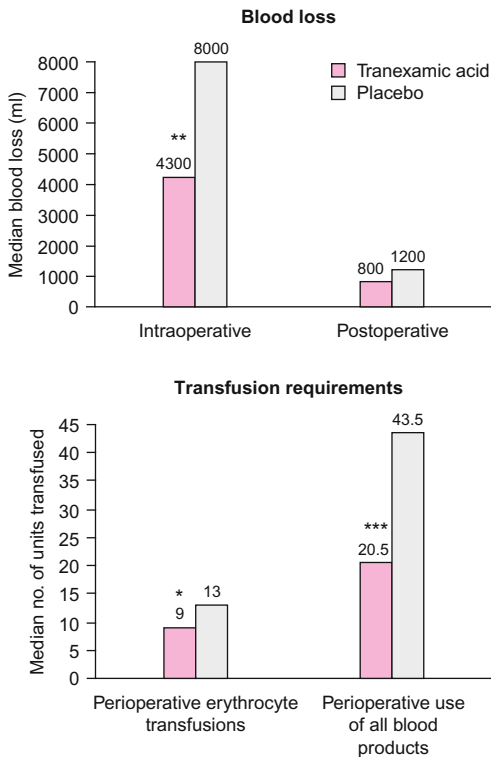 Blood loss
Median blood loss (ml)
8000
7000
6000
5000
4000
3000
2000
1000
0
Tranexamic acid
Placebo
**
4300
8000
800
1200
Intraoperative
Postoperative
Transfusion requirements
Median no. of units transfused
45
40
35
30
25
20
15
10
5
0
*
9
13
***
20.5
43.5
Perioperative erythrocyte
transfusions
Perioperative use
of all blood
products